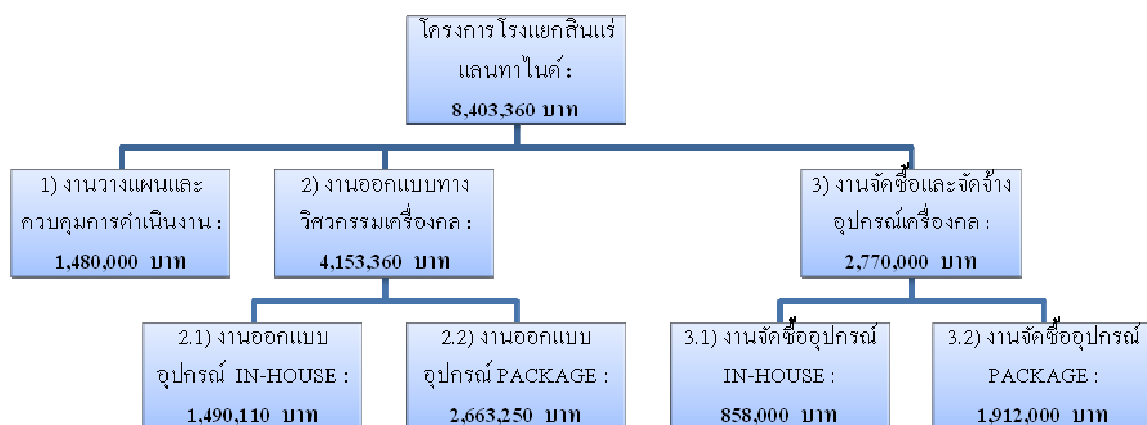 โครงการโรงแยกสินแร่
แลนทาไนด์ :
8,403,360 บาท
1) งานวางแผนและ
ควบคุมการดำเนินงาน :
1,480,000 บาท
2) งานออกแบบทาง
วิศวกรรมเครื่องกล :
4,153,360 บาท
3) งานจัดซื้อและจัดจ้าง
อุปกรณ์เครื่องกล :
2,770,000 บาท
2.1) งานออกแบบ
อุปกรณ์ IN-HOUSE :
1,490,110 บาท
2.2) งานออกแบบ
อุปกรณ์ PACKAGE :
2,663,250 บาท
3.1) งานจัดซื้ออุปกรณ์
IN-HOUSE :
858,000 บาท
3.2) งานจัดซื้ออุปกรณ์
PACKAGE :
1,912,000 บาท